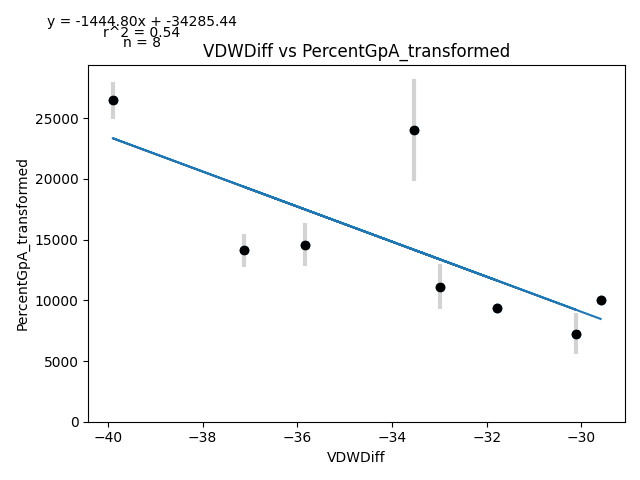 y = -1444.80x + -34285.44
r^2 = 0.54
n = 8
VDWDiff vs PercentGpA_transformed
PercentGpA_transformed
25000
20000
15000
10000
5000
0
−40
−38
−36
−34
−32
−30
VDWDiff